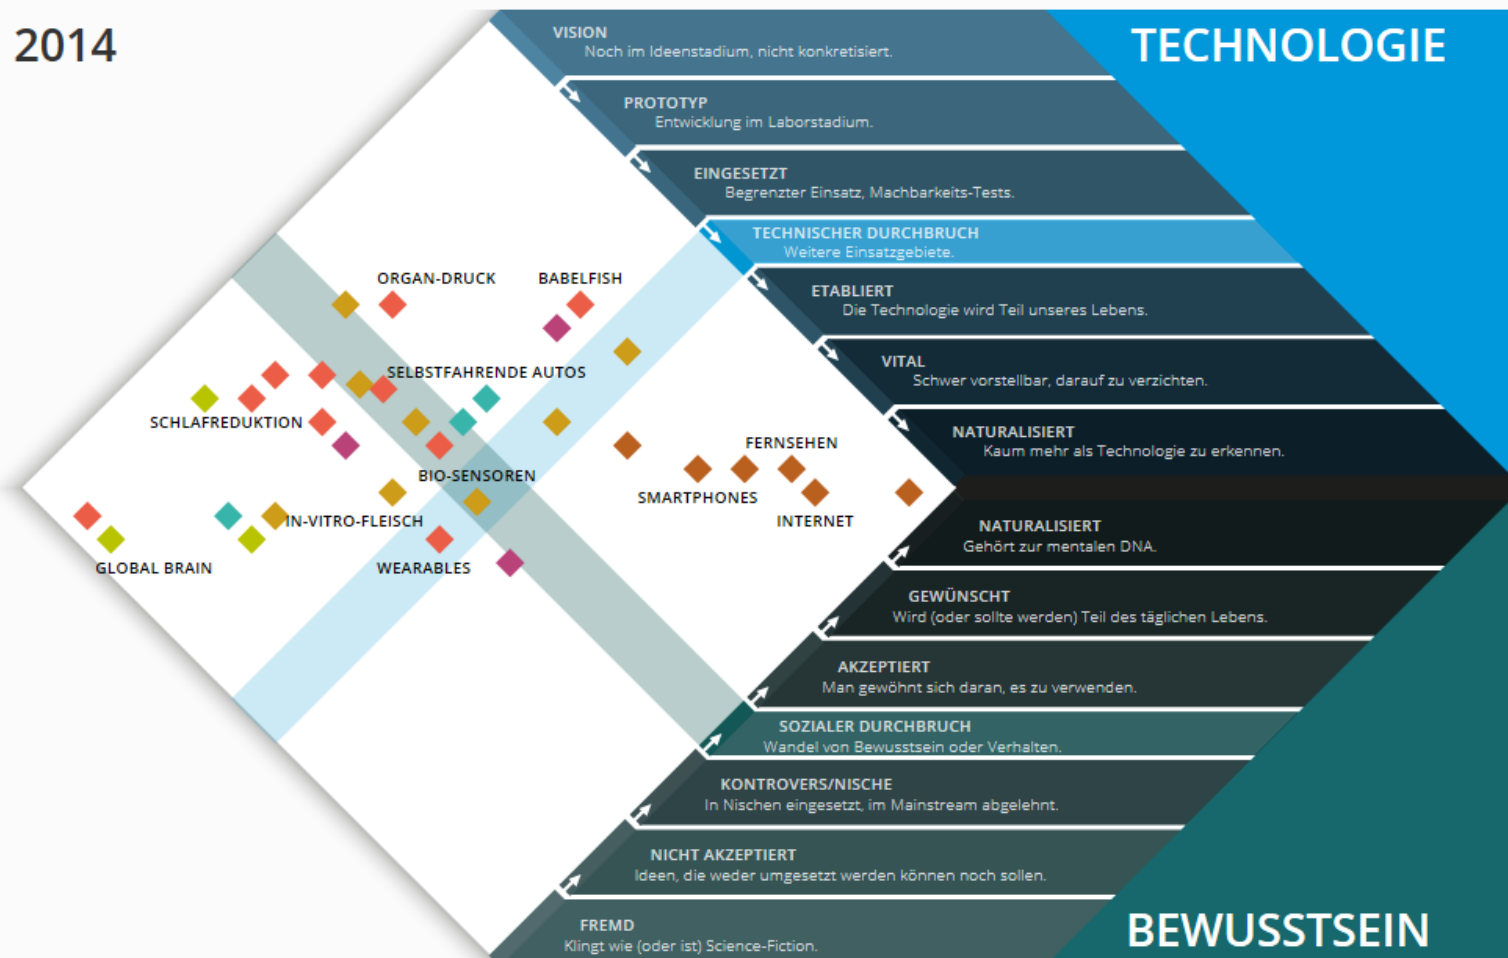 2014
TECHNOLOGIE
VISION
Noch im Ideenstadium, nicht konkretisiert.
PROTOTYP
Entwicklung im Laborstadium.
EINGESETZT
Begrenzter Einsatz, Machbarkeits-Tests.
TECHNISCHER DURCHBRUCH
Weitere Einsatzgebiete.
ETABLIERT
Die Technologie wird Teil unseres Lebens.
VITAL
Schwer vorstellbar, darauf zu verzichten.
NATURALISIERT
Kaum mehr als Technologie zu erkennen.
ORGAN-DRUCK
BABELFISH
SELBSTFAHRENDE AUTOS
SCHLAFREDUKTION
FERNSEHEN
BIO-SENSOREN
SMARTPHONES
IN-VITRO-FLEISCH
INTERNET
GLOBAL BRAIN
WEARABLES
NATURALISIERT
Gehört zur mentalen DNA.
GEWÜNSCHT
Wird (oder sollte werden) Teil des täglichen Lebens.
AKZEPTIERT
Man gewöhnt sich daran, es zu verwenden.
SOZIALER DURCHBRUCH
Wandel von Bewusstsein oder Verhalten.
KONTROVERS/NISCHE
In Nischen eingesetzt, im Mainstream abgelehnt.
NICHT AKZEPTIERT
Ideen, die weder umgesetzt werden können noch sollen.
FREMD
Klingt wie (oder ist) Science-Fiction.
BEWUSSTSEIN